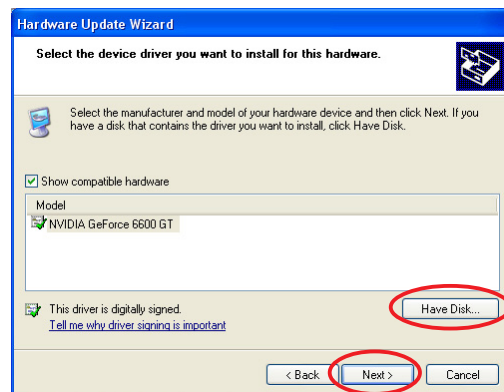 Hardware Update Wizard
Select the device driver you want to install for this hardware.
Select the manufacturer and model of your hardware device and then click Next. If you
have a disk that contains the driver you want to install, click Have Disk.
Show compatible hardware
Model
NVIDIA GeForce 6600 GT
This driver is digitally signed.
Tell me why driver signing is important
Have Disk...
< Back
Next >
Cancel